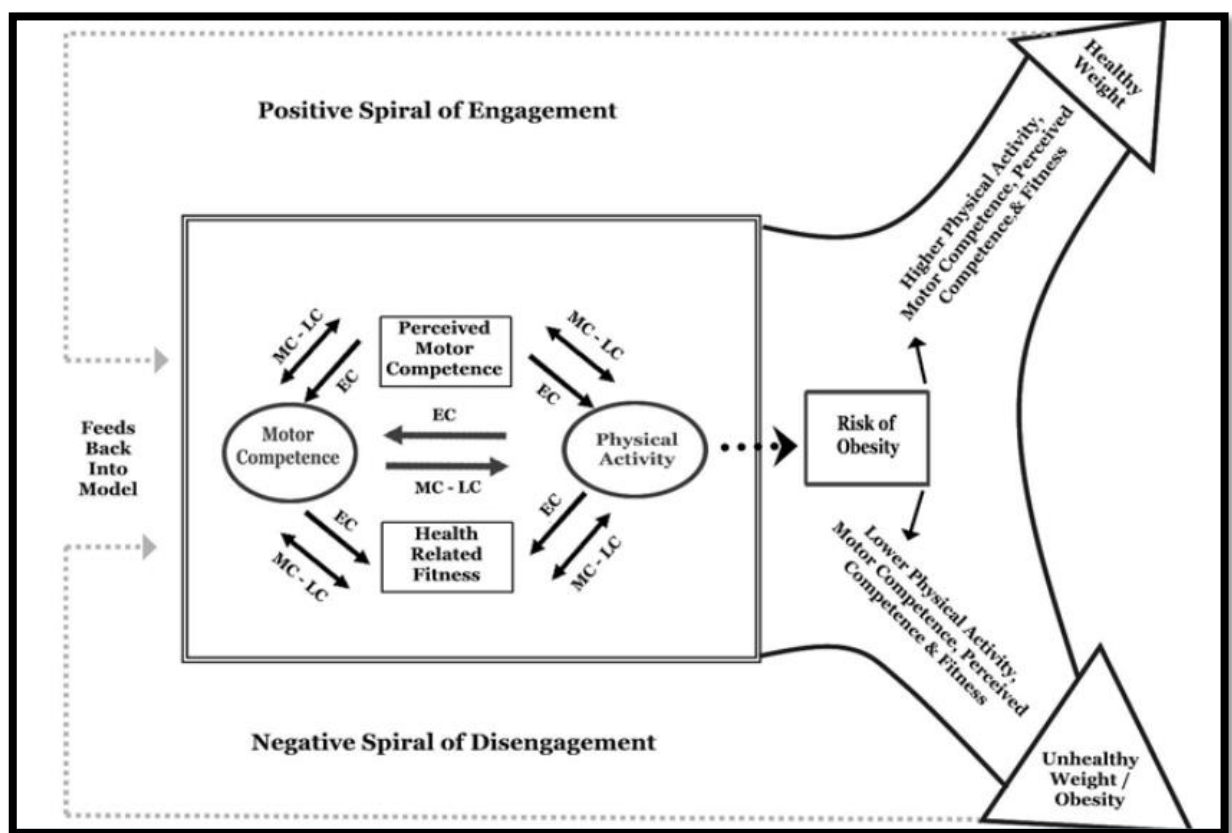 Positive Spiral of Engagement
Healthy
Weight
Higher Physical Activity,
Motor Competence, Perceived
Competence,& Fitness
MC - LC
EC
Perceived
Motor
Competence
MC - LC
EC
Feeds
Back
Into
Model
Motor
Competence
EC
MC - LC
Physical
Activity
Risk of
Obesity
EC
MC - LC
Health
Related
Fitness
EC
MC - LC
Lower Physical Activity,
Motor Competence, Perceived
Competence & Fitness
Negative Spiral of Disengagement
Unhealthy
Weight /
Obesity